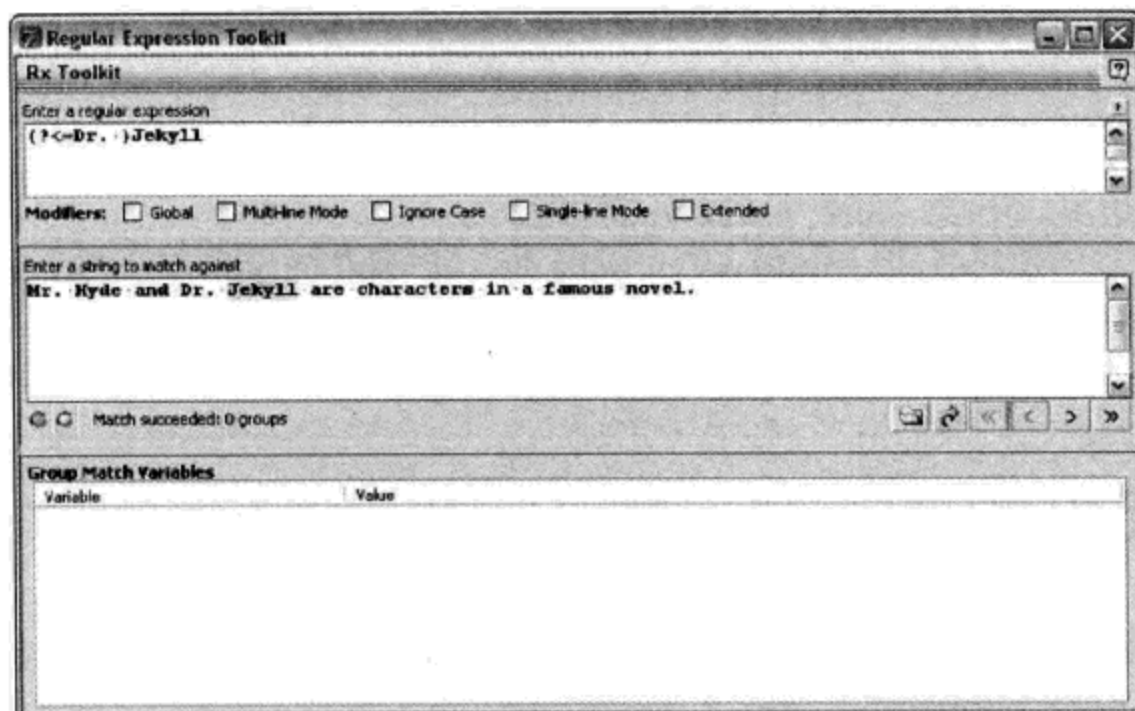 Regular Expression Toolkit
Rx Toolkit
Enter a regular expression
(?<=Dr. )Jekyll
Modifiers: Global Multi-line Mode Ignore Case Single-line Mode Extended
Enter a string to match against
Mr. Hyde and Dr. Jekyll are characters in a famous novel.
Match succeeded: 0 groups
Group Match Variables
Variable Value